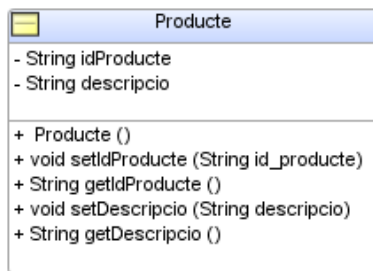 Producte
- String idProducte
- String descripcio
+ Producte ()
+ void setIdProducte (String id_producte)
+ String getIdProducte ()
+ void setDescripcio (String descripcio)
+ String getDescripcio ()